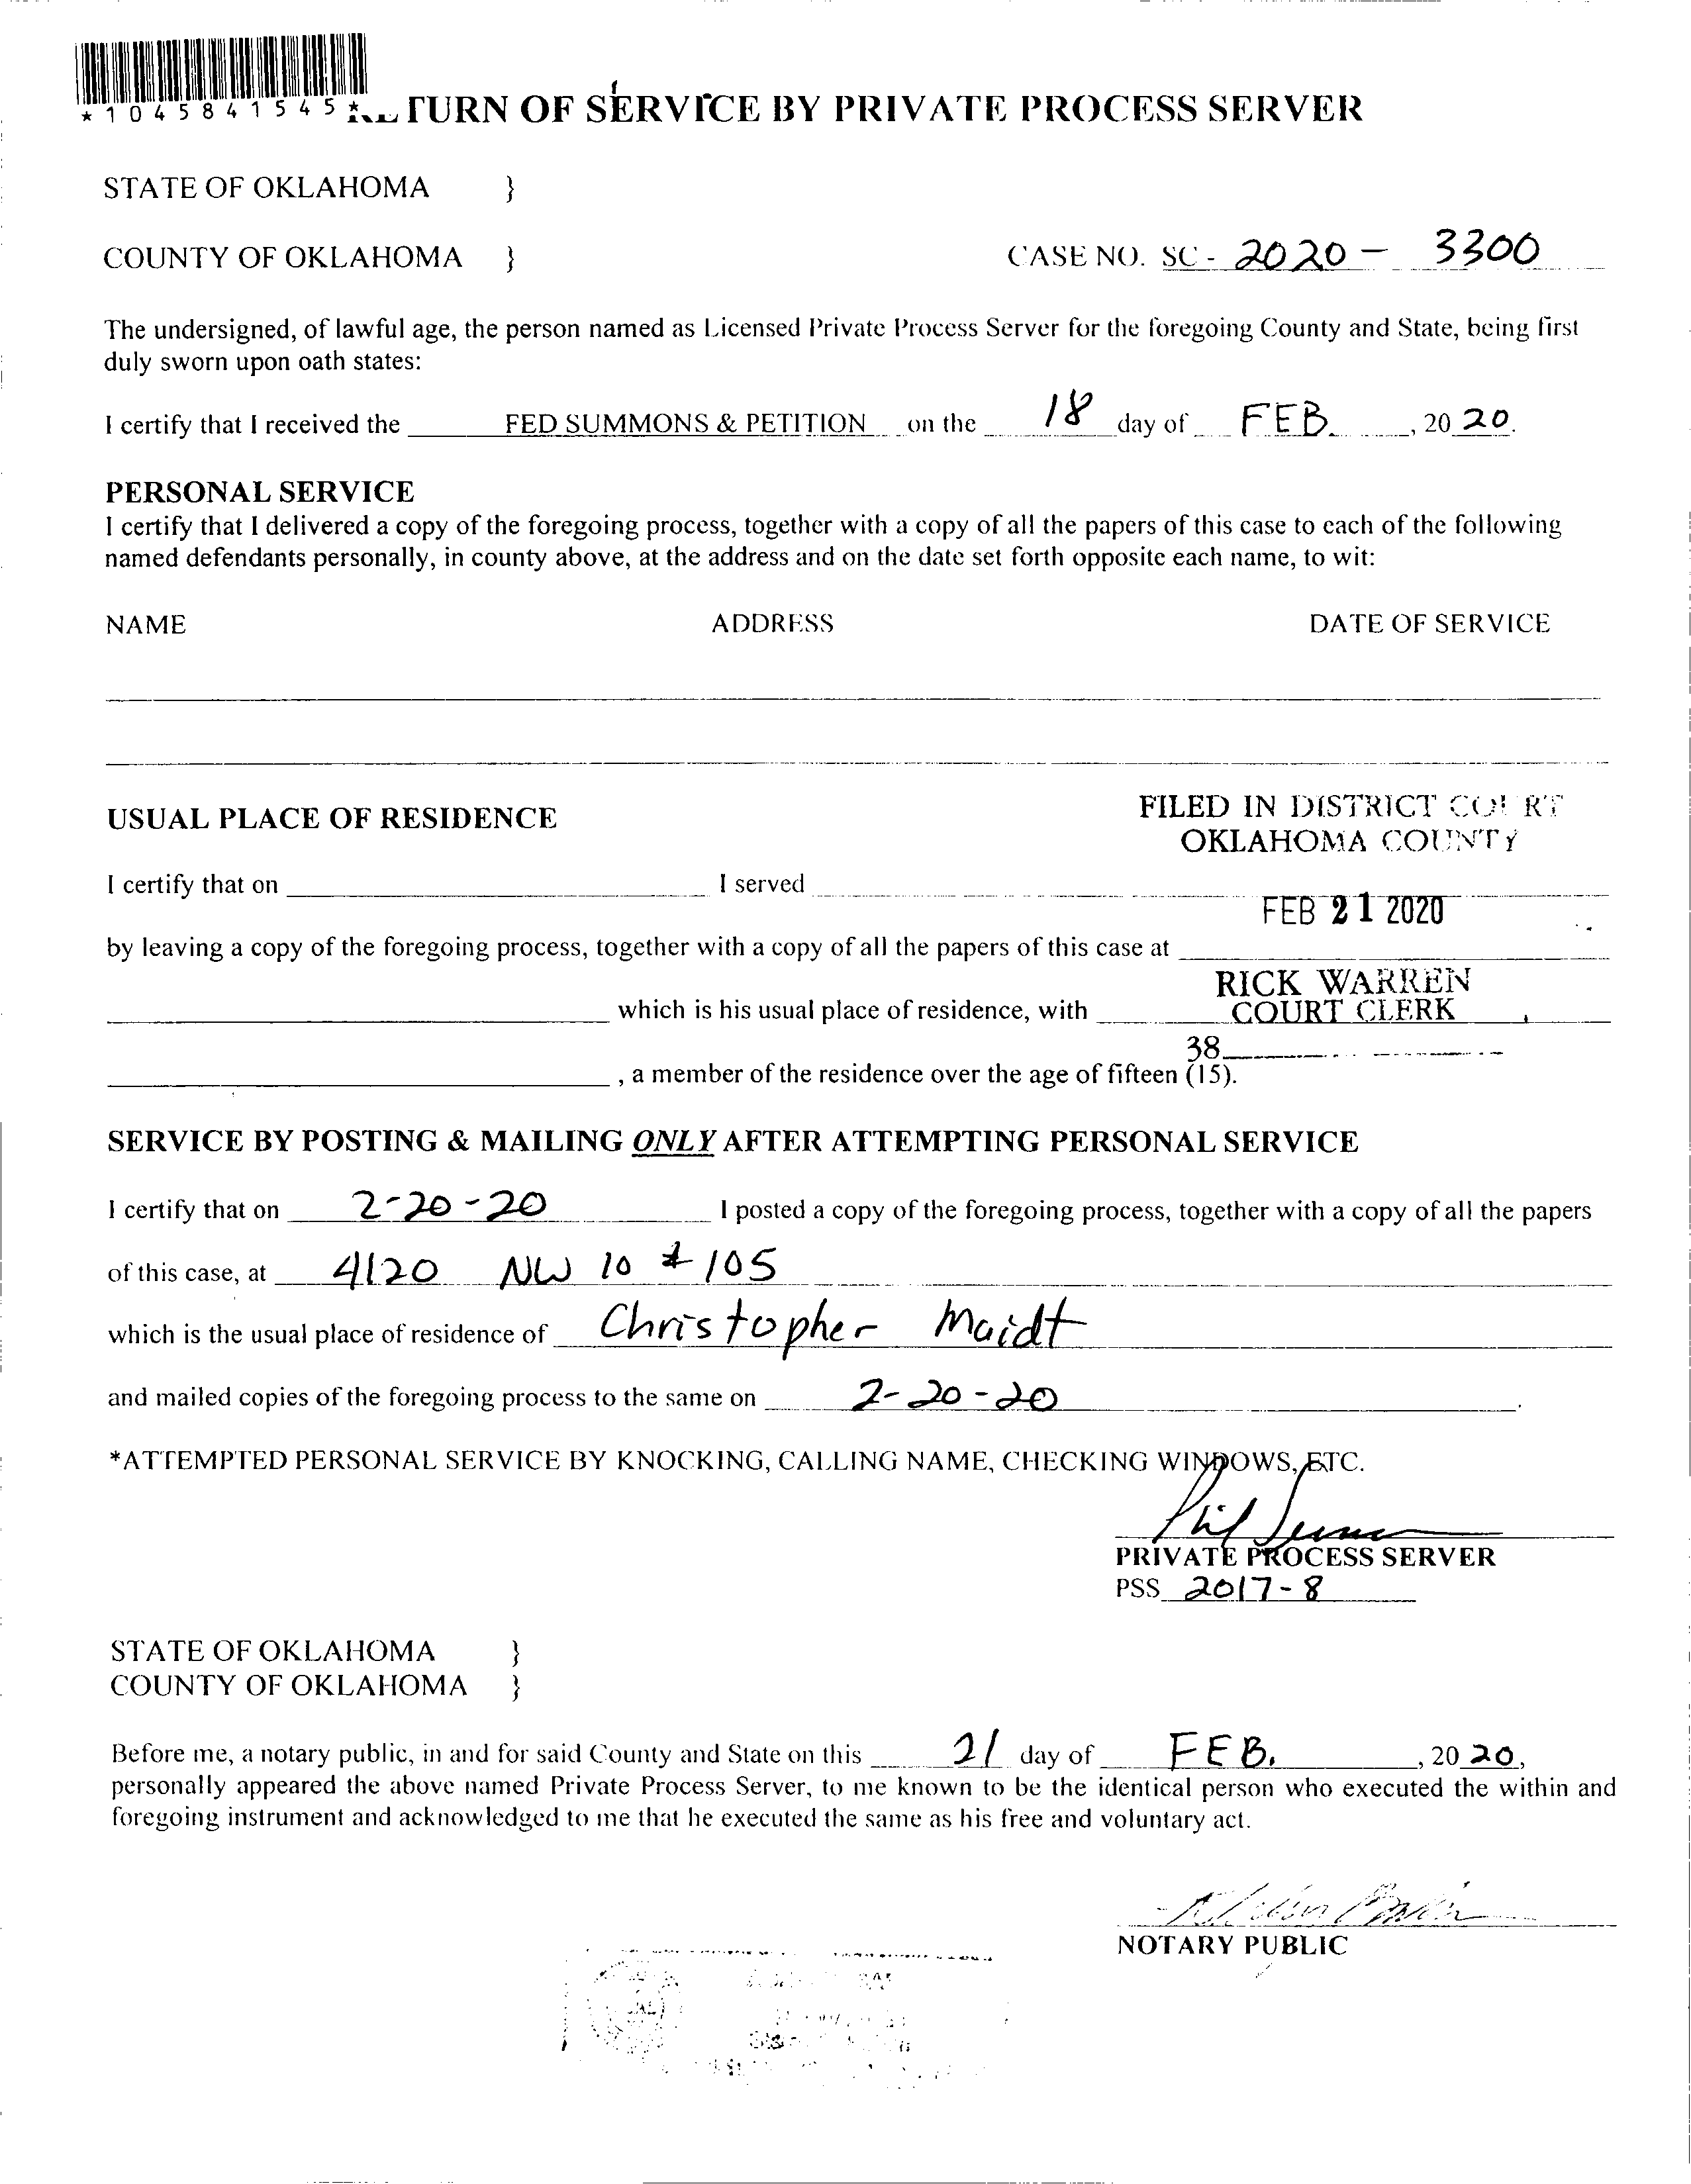 *1045841545*
TURN OF SERVICE BY PRIVATE PROCESS SERVER
STATE OF OKLAHOMA }
COUNTY OF OKLAHOMA } CASE NO. SC - 2020 - 3300
The undersigned, of lawful age, the person named as Licensed Private Process Server for the foregoing County and State, being first
duly sworn upon oath states:
I certify that I received the FED SUMMONS & PETITION on the 18 day of FEB. , 20 20.
PERSONAL SERVICE
I certify that I delivered a copy of the foregoing process, together with a copy of all the papers of this case to each of the following
named defendants personally, in county above, at the address and on the date set forth opposite each name, to wit:
NAME ADDRESS DATE OF SERVICE
FILED IN DISTRICT COURT
OKLAHOMA COUNTY
USUAL PLACE OF RESIDENCE
I certify that on I served
FEB 21 2020
by leaving a copy of the foregoing process, together with a copy of all the papers of this case at
RICK WARREN
COURT CLERK
which is his usual place of residence, with
38
, a member of the residence over the age of fifteen (15).
SERVICE BY POSTING & MAILING ONLY AFTER ATTEMPTING PERSONAL SERVICE
I certify that on 2-20-20 I posted a copy of the foregoing process, together with a copy of all the papers
of this case, at 4120 NW 10 # 105
which is the usual place of residence of Christopher Maidt
and mailed copies of the foregoing process to the same on 2-20-20.
*ATTEMPTED PERSONAL SERVICE BY KNOCKING, CALLING NAME, CHECKING WINDOWS, ETC.
PRIVATE PROCESS SERVER
PSS 2017-8
STATE OF OKLAHOMA }
COUNTY OF OKLAHOMA }
Before me, a notary public, in and for said County and State on this 21 day of FEB. , 20 20,
personally appeared the above named Private Process Server, to me known to be the identical person who executed the within and
foregoing instrument and acknowledged to me that he executed the same as his free and voluntary act.
NOTARY PUBLIC